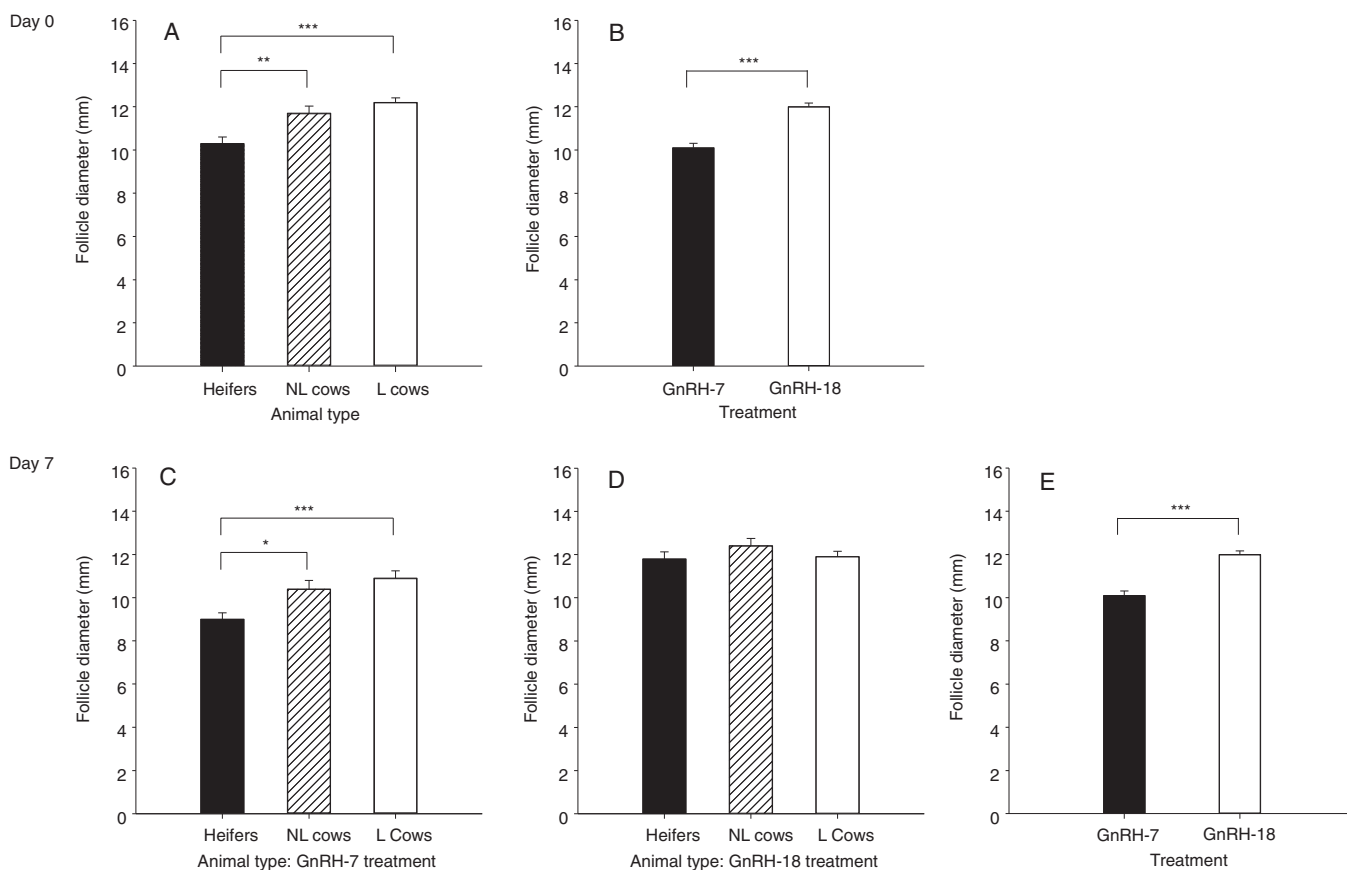 Day 0
A
Follicle diameter (mm)
16
14
12
10
8
6
4
2
0
***
**
Heifers NL cows L cows
Animal type
B
Follicle diameter (mm)
16
14
12
10
8
6
4
2
0
***
GnRH-7 GnRH-18
Treatment
Day 7
C
Follicle diameter (mm)
16
14
12
10
8
6
4
2
0
***
*
Heifers NL cows L Cows
Animal type: GnRH-7 treatment
D
Follicle diameter (mm)
16
14
12
10
8
6
4
2
0
Heifers NL cows L Cows
Animal type: GnRH-18 treatment
E
Follicle diameter (mm)
16
14
12
10
8
6
4
2
0
***
GnRH-7 GnRH-18
Treatment